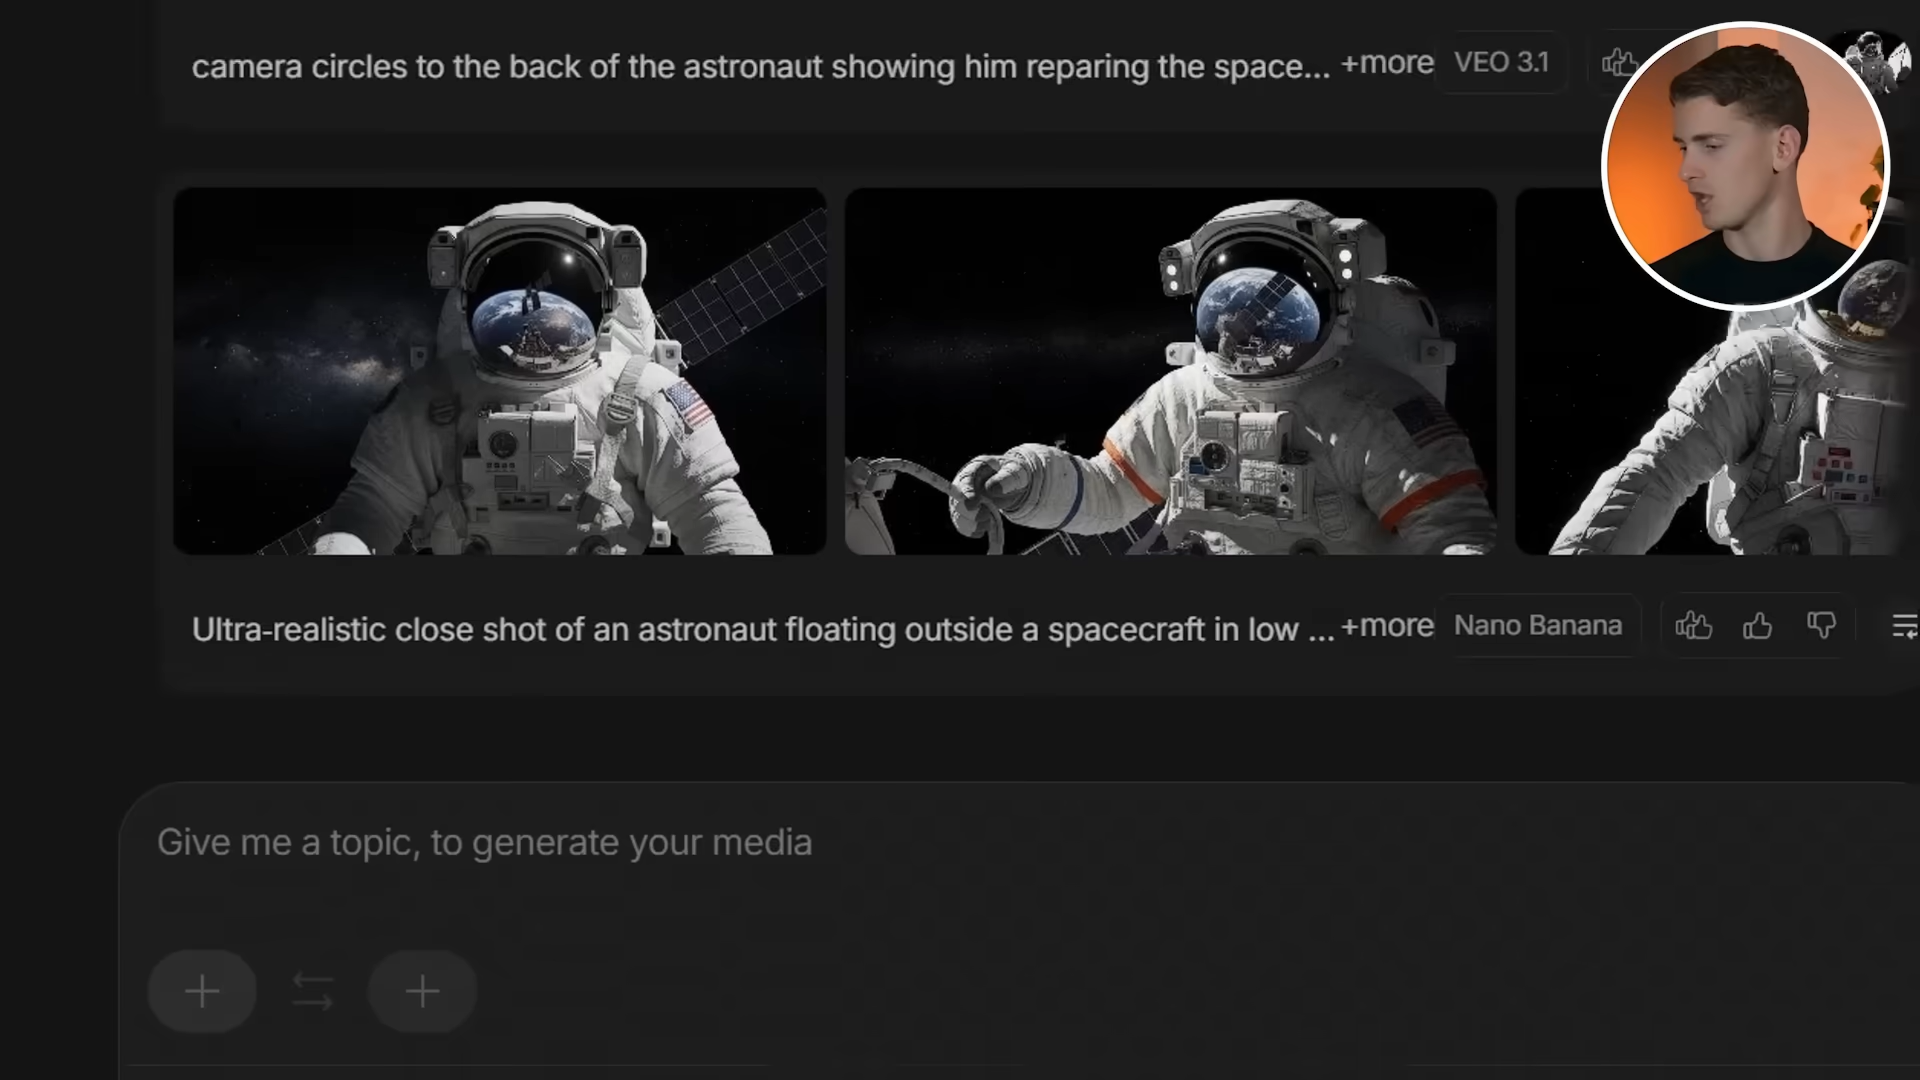 camera circles to the back of the astronaut showing him reparing the space... +more VEO 3.1
Ultra-realistic close shot of an astronaut floating outside a spacecraft in low ... +more Nano Banana
Give me a topic, to generate your media